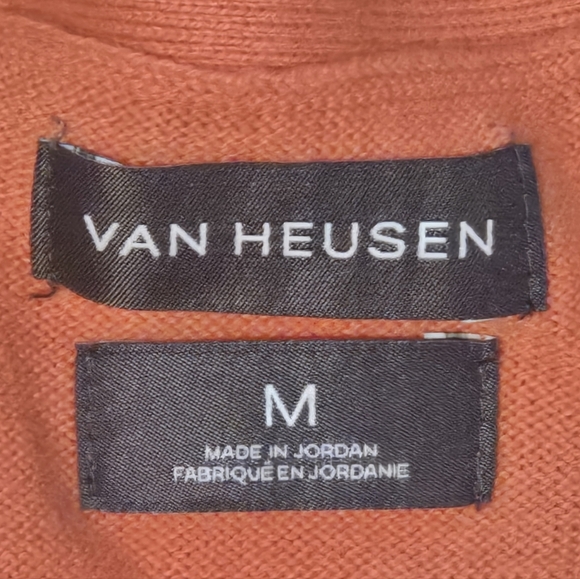 VAN HEUSEN
M
MADE IN JORDAN
FABRIQUÉ EN JORDANIE